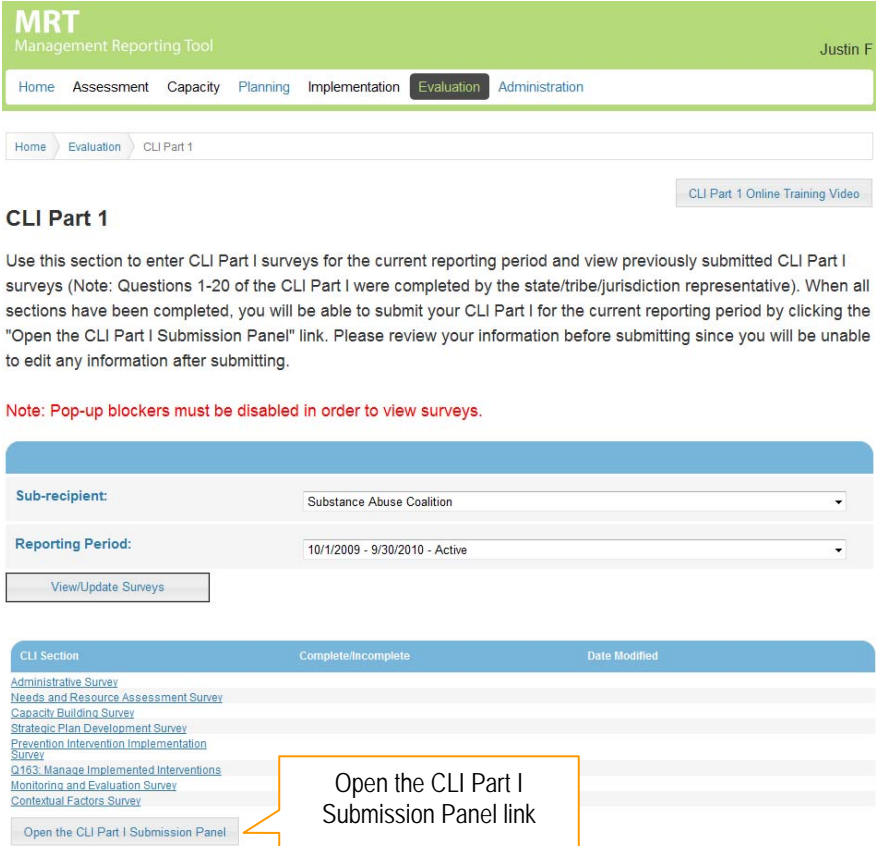 MRT
Management Reporting Tool
Justin F
Home Assessment Capacity Planning Implementation Evaluation Administration
Home Evaluation CLI Part 1
CLI Part 1 Online Training Video
CLI Part 1
Use this section to enter CLI Part I surveys for the current reporting period and view previously submitted CLI Part I
surveys (Note: Questions 1-20 of the CLI Part I were completed by the state/tribe/jurisdiction representative). When all
sections have been completed, you will be able to submit your CLI Part I for the current reporting period by clicking the
"Open the CLI Part I Submission Panel" link. Please review your information before submitting since you will be unable
to edit any information after submitting.
Note: Pop-up blockers must be disabled in order to view surveys.
Sub-recipient: Substance Abuse Coalition
Reporting Period: 10/1/2009 - 9/30/2010 - Active
View/Update Surveys
CLI Section Complete/Incomplete Date Modified
Administrative Survey
Needs and Resource Assessment Survey
Capacity Building Survey
Strategic Plan Development Survey
Prevention Intervention Implementation
Survey
Q163: Manage Implemented Interventions
Monitoring and Evaluation Survey
Contextual Factors Survey
Open the CLI Part I Submission Panel
Open the CLI Part I
Submission Panel link